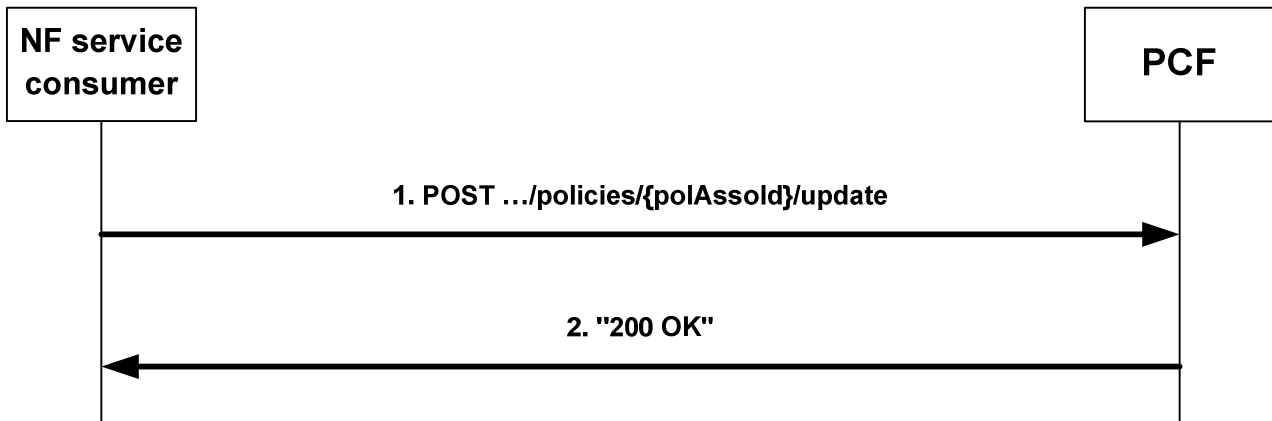 NF service
consumer
PCF
1. POST …/policies/{polAssoId}/update
2. "200 OK"